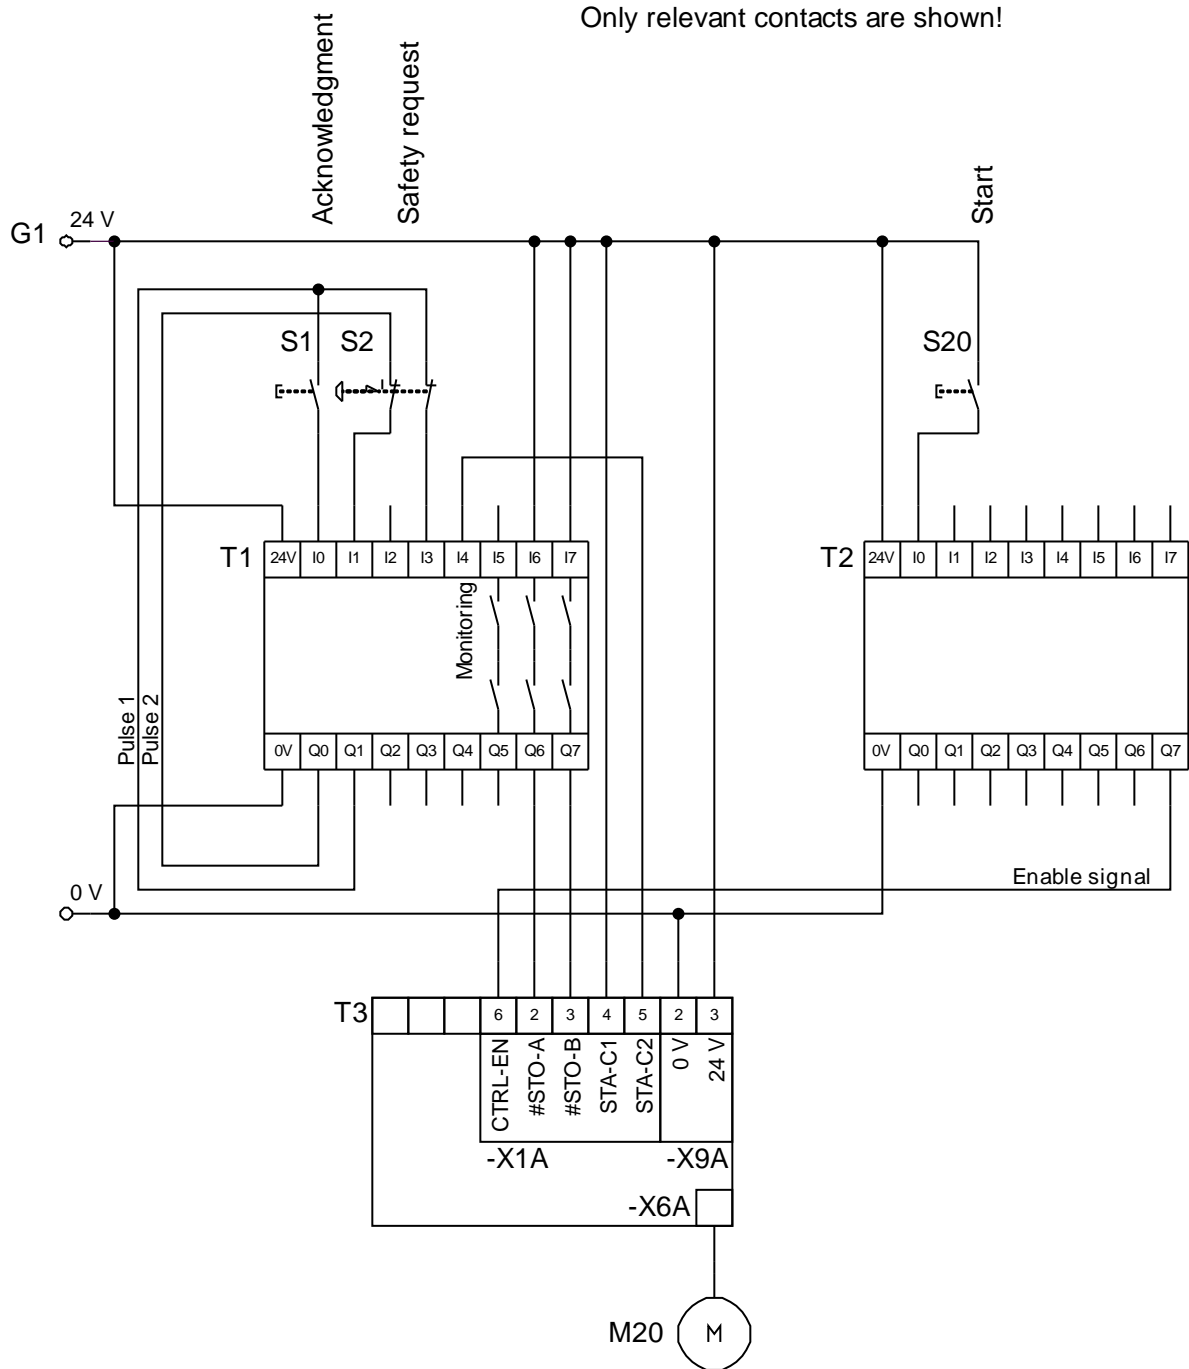 Only relevant contacts are shown!
Acknowledgment
Safety request
Start
G1
24 V
S1
S2
S20
T1
24V I0 I1 I2 I3 I4 I5 I6 I7
Monitoring
0V Q0 Q1 Q2 Q3 Q4 Q5 Q6 Q7
T2
24V I0 I1 I2 I3 I4 I5 I6 I7
0V Q0 Q1 Q2 Q3 Q4 Q5 Q6 Q7
Pulse 1
Pulse 2
0 V
Enable signal
T3
6 2 3 4 5 2 3
CTRL-EN
#STO-A
#STO-B
STA-C1
STA-C2
0 V
24 V
-X1A
-X9A
-X6A
M20
M